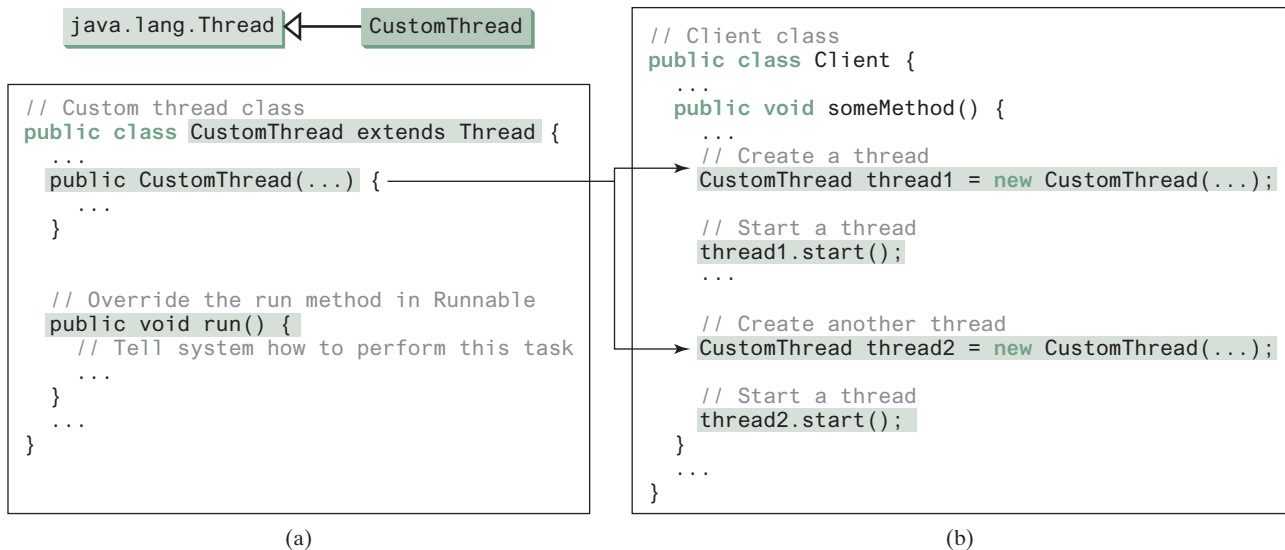 java.lang.Thread
CustomThread
// Custom thread class
public class CustomThread extends Thread {
...
public CustomThread(...) {
...
}
// Override the run method in Runnable
public void run() {
// Tell system how to perform this task
...
}
...
}
(a)
// Client class
public class Client {
...
public void someMethod() {
...
// Create a thread
CustomThread thread1 = new CustomThread(...);
// Start a thread
thread1.start();
...
// Create another thread
CustomThread thread2 = new CustomThread(...);
// Start a thread
thread2.start();
}
...
}
(b)